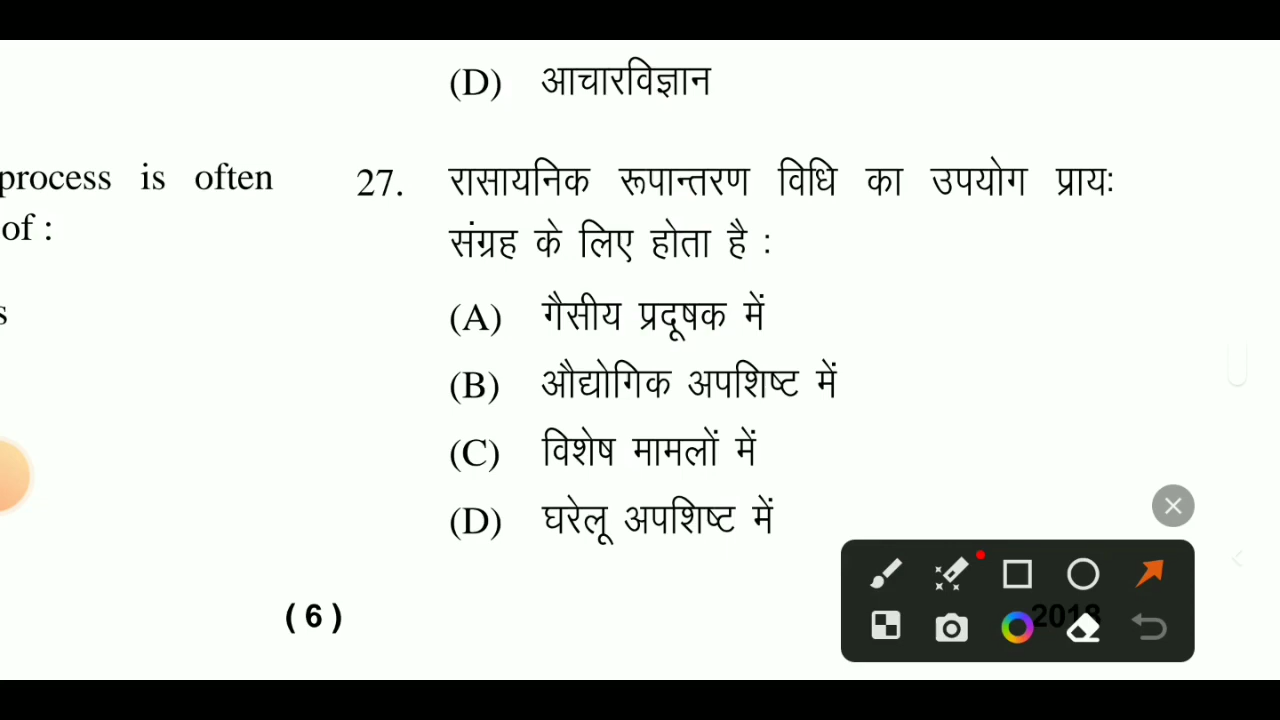 (D) आचारविज्ञान
process is often
of :
s
27. रासायनिक रूपान्तरण विधि का उपयोग प्रायः
संग्रह के लिए होता है :
(A) गैसीय प्रदूषक में
(B) औद्योगिक अपशिष्ट में
(C) विशेष मामलों में
(D) घरेलू अपशिष्ट में
( 6 )
2018